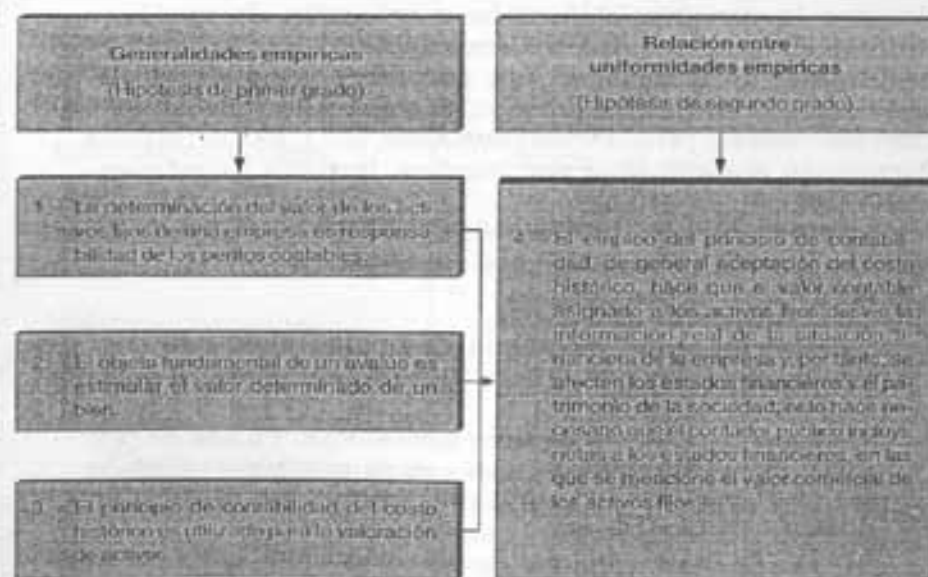 Generalidades empíricas
(Hipótesis de primer grado)
Relación entre
uniformidades empíricas
(Hipótesis de segundo grado)
1. La determinación del valor de los acti-
vos fijos de una empresa es responsa-
bilidad de los peritos contables.
2. El objeto fundamental de un avalúo es
estimular el valor determinado de un
bien.
3. El principio de contabilidad del costo
histórico es utilizado para la valoración
de activos.
4. El empleo del principio de contabili-
dad, de general aceptación del costo
histórico, hace que el valor contable
asignado a los activos fijos desvíe la
información real de la situación fi-
nanciera de la empresa y, por tanto, se
afecten los estados financieros y el pa-
trimonio de la sociedad; esto hace ne-
cesario que el contador público incluya
notas a los estados financieros, en las
que se mencione el valor comercial de
los activos fijos.